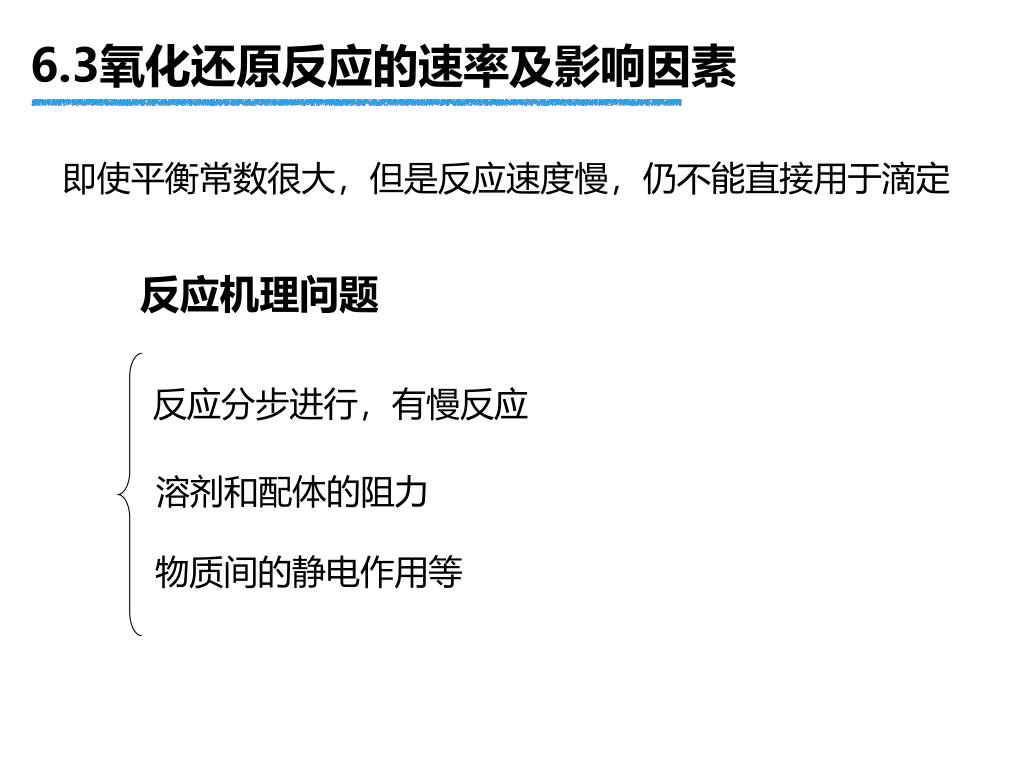 6.3氧化还原反应的速率及影响因素
即使平衡常数很大，但是反应速度慢，仍不能直接用于滴定
反应机理问题
反应分步进行，有慢反应
溶剂和配体的阻力
物质间的静电作用等